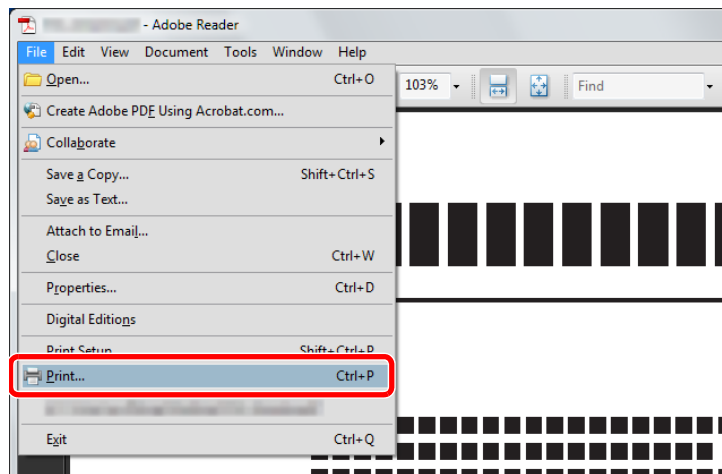 - Adobe Reader
File Edit View Document Tools Window Help
Open... Ctrl+O
103%
Find
Create Adobe PDF Using Acrobat.com...
Collaborate
Save a Copy... Shift+Ctrl+S
Save as Text...
Attach to Email...
Close Ctrl+W
Properties... Ctrl+D
Digital Editions
Print Setup... Shift+Ctrl+P
Print... Ctrl+P
Exit Ctrl+Q